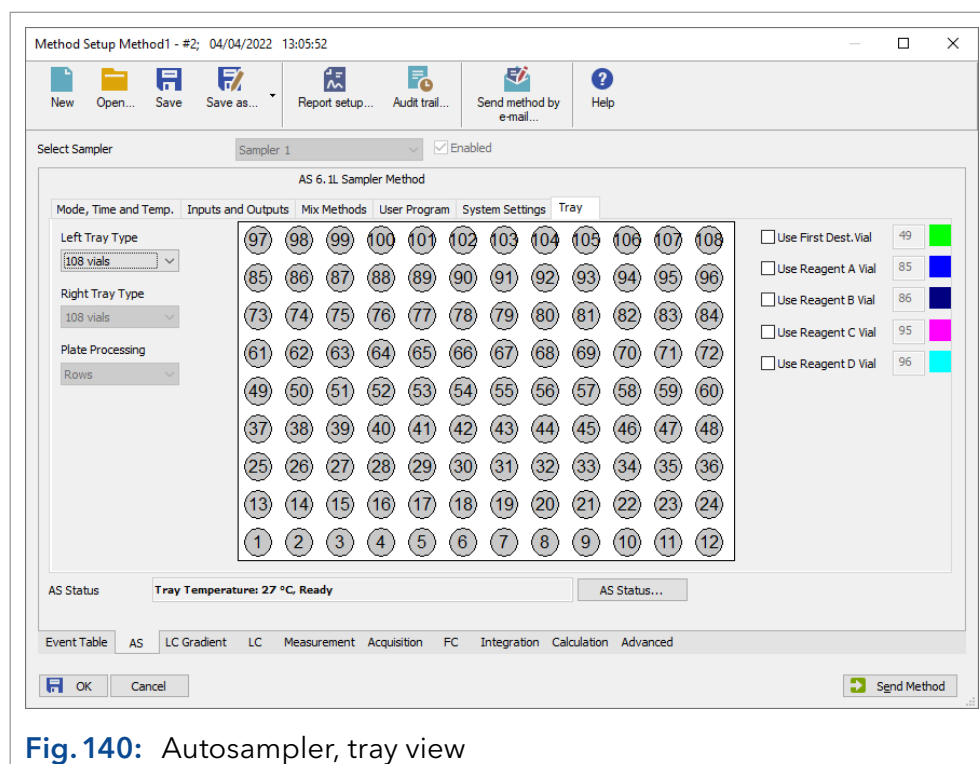 Method Setup Method1 - #2; 04/04/2022 13:05:52
New Open... Save Save as... Report setup... Audit trail... Send method by e-mail... Help
Select Sampler Sampler 1 Enabled
AS 6.1L Sampler Method
Mode, Time and Temp. Inputs and Outputs Mix Methods User Program System Settings Tray
Left Tray Type
108 vials
Right Tray Type
108 vials
Plate Processing
Rows
97 98 99 100 101 102 103 104 105 106 107 108
85 86 87 88 89 90 91 92 93 94 95 96
73 74 75 76 77 78 79 80 81 82 83 84
61 62 63 64 65 66 67 68 69 70 71 72
49 50 51 52 53 54 55 56 57 58 59 60
37 38 39 40 41 42 43 44 45 46 47 48
25 26 27 28 29 30 31 32 33 34 35 36
13 14 15 16 17 18 19 20 21 22 23 24
1 2 3 4 5 6 7 8 9 10 11 12
Use First Dest.Vial 49
Use Reagent A Vial 85
Use Reagent B Vial 86
Use Reagent C Vial 95
Use Reagent D Vial 96
AS Status Tray Temperature: 27 °C, Ready AS Status...
Event Table AS LC Gradient LC Measurement Acquisition FC Integration Calculation Advanced
OK Cancel Send Method
Fig. 140: Autosampler, tray view